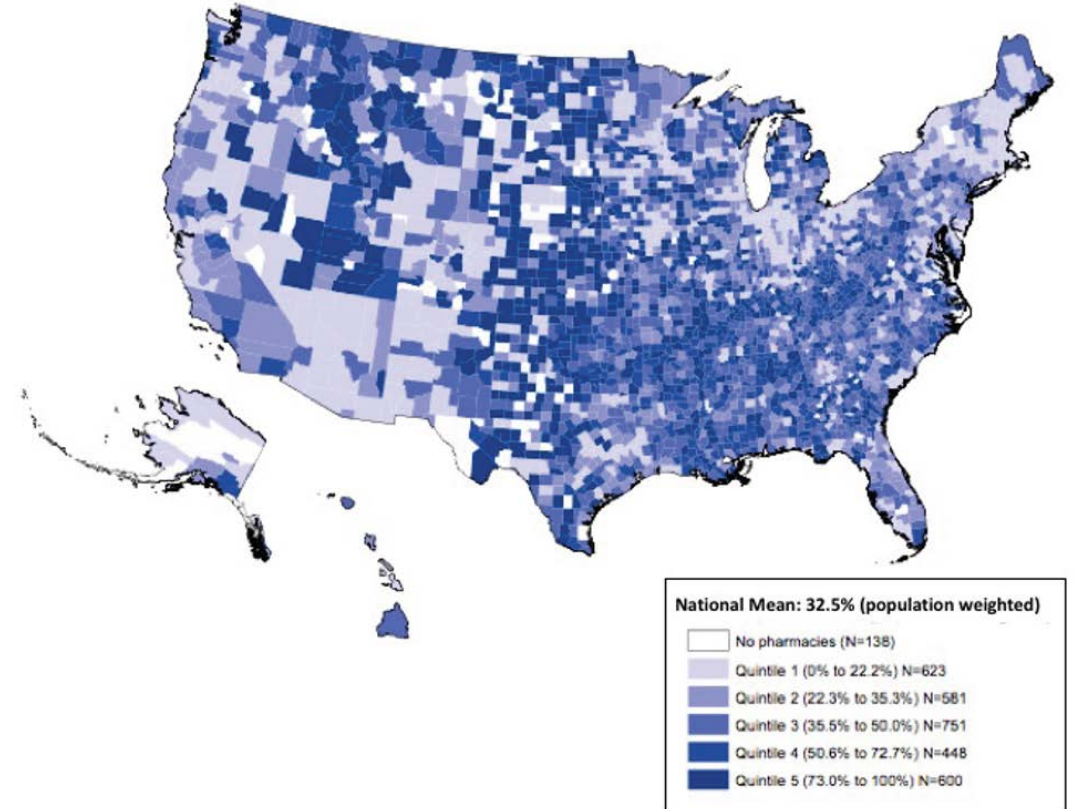 National Mean: 32.5% (population weighted)
No pharmacies (N=138)
Quintile 1 (0% to 22.2%) N=623
Quintile 2 (22.3% to 35.3%) N=581
Quintile 3 (35.5% to 50.0%) N=751
Quintile 4 (50.6% to 72.7%) N=448
Quintile 5 (73.0% to 100%) N=600